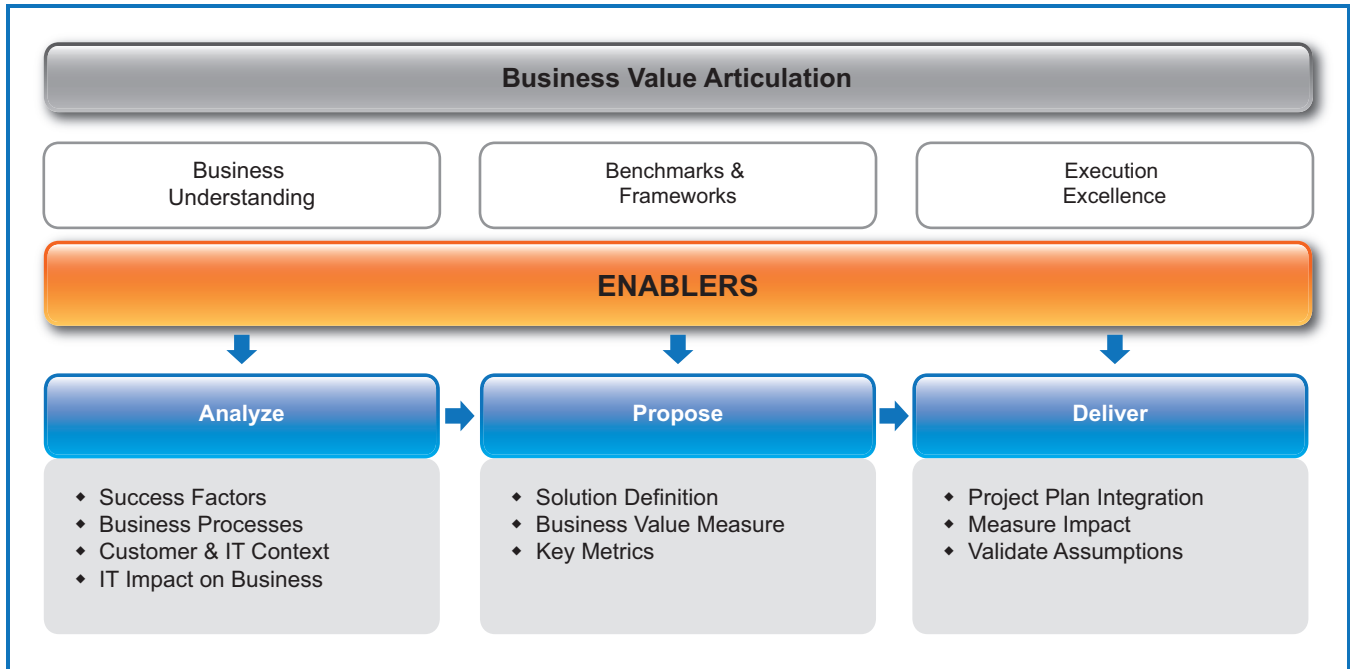 Business Value Articulation
Business
Understanding
Benchmarks &
Frameworks
Execution
Excellence
ENABLERS
Analyze
Propose
Deliver
◆ Success Factors
◆ Business Processes
◆ Customer & IT Context
◆ IT Impact on Business
◆ Solution Definition
◆ Business Value Measure
◆ Key Metrics
◆ Project Plan Integration
◆ Measure Impact
◆ Validate Assumptions